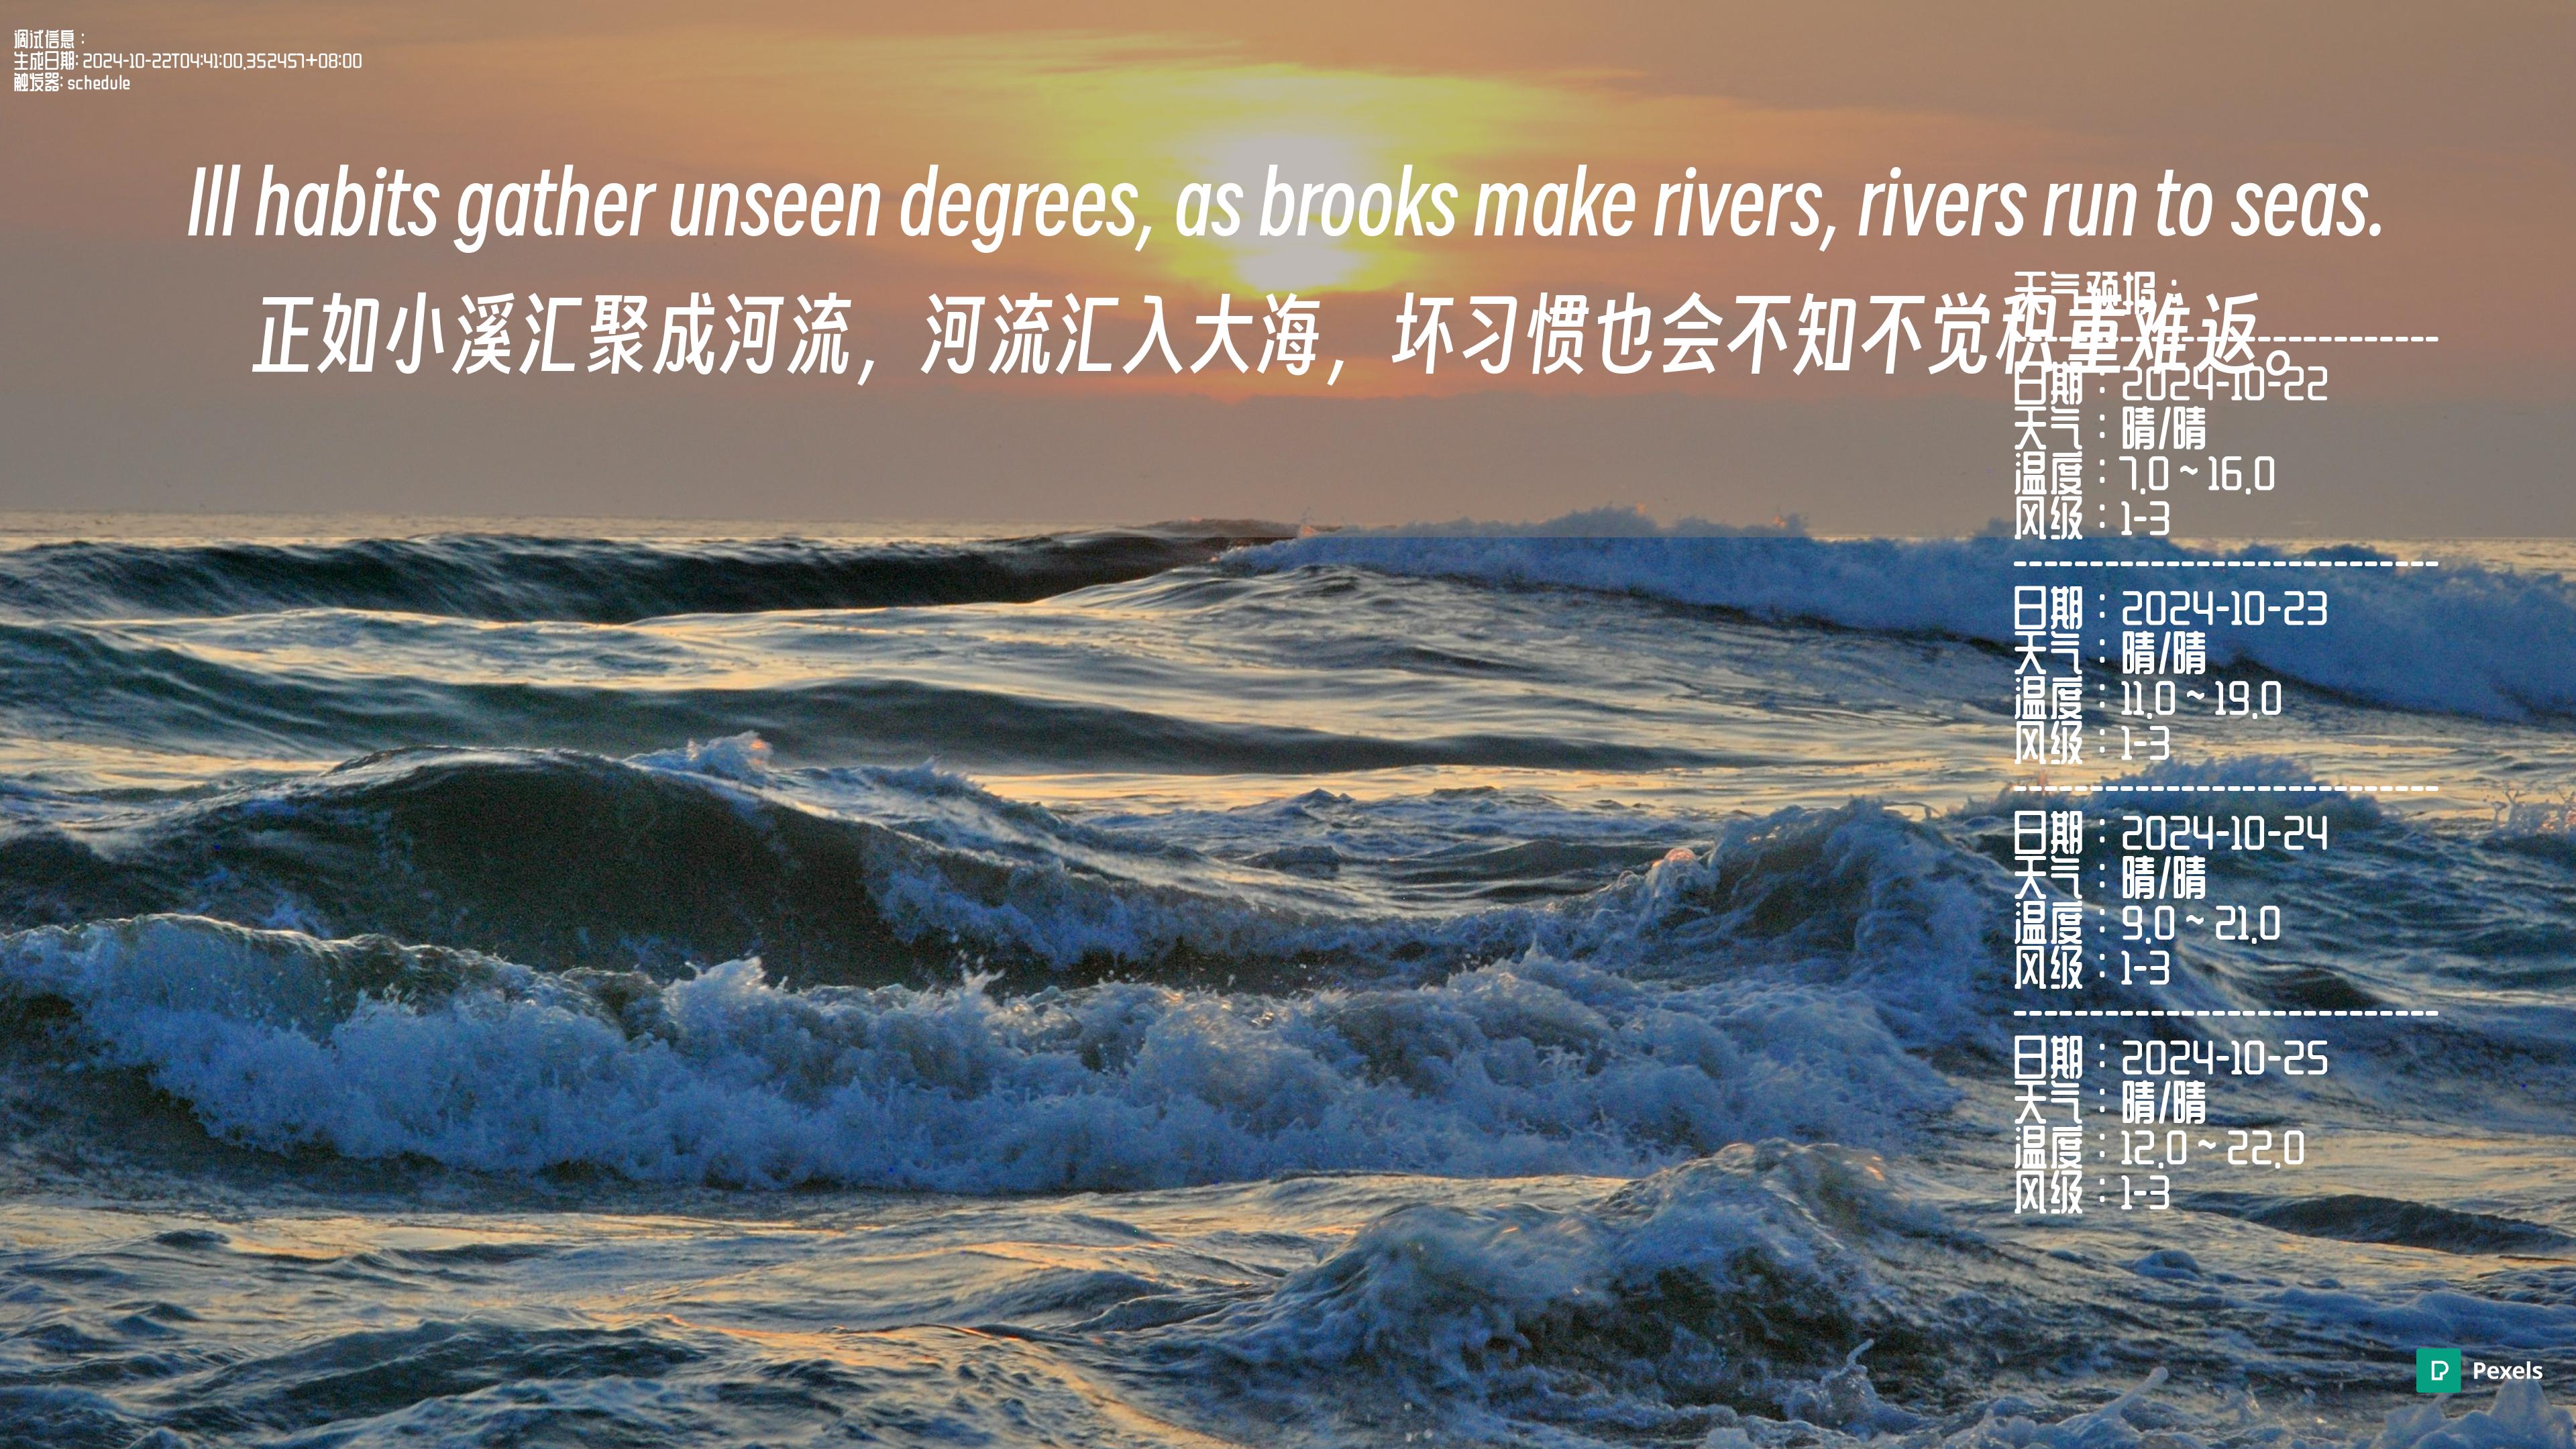 调试信息：
生成日期: 2024-10-22T04:41:00.352457+08:00
触发器: schedule
Ill habits gather unseen degrees, as brooks make rivers, rivers run to seas.
正如小溪汇聚成河流，河流汇入大海，坏习惯也会不知不觉积重难返。
天气预报：
----------------------------
日期：2024-10-22
天气：晴/晴
温度：7.0 ~ 16.0
风级：1-3
----------------------------
日期：2024-10-23
天气：晴/晴
温度：11.0 ~ 19.0
风级：1-3
----------------------------
日期：2024-10-24
天气：晴/晴
温度：9.0 ~ 21.0
风级：1-3
----------------------------
日期：2024-10-25
天气：晴/晴
温度：12.0 ~ 22.0
风级：1-3
Pexels